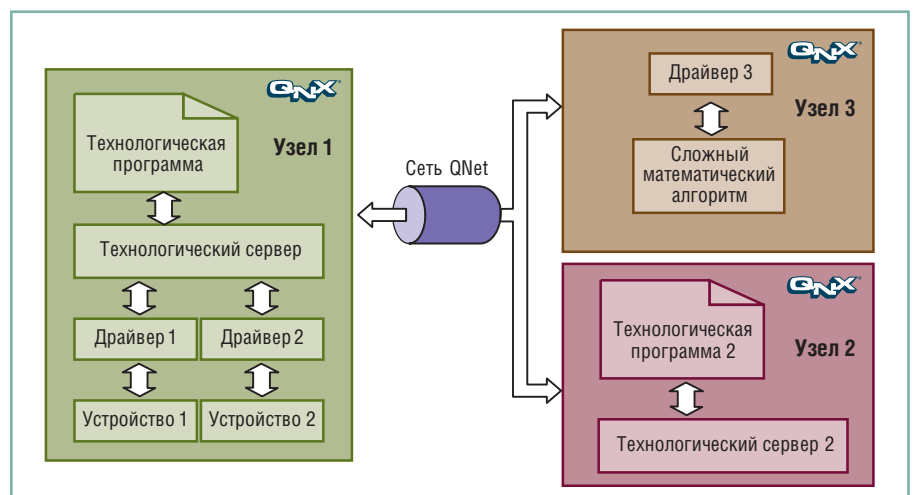 QNX
Технологическая
программа
Узел 1
Технологический сервер
Драйвер 1
Драйвер 2
Устройство 1
Устройство 2
Сеть QNet
QNX
Драйвер 3
Узел 3
Сложный
математический
алгоритм
QNX
Технологическая
программа 2
Узел 2
Технологический сервер 2